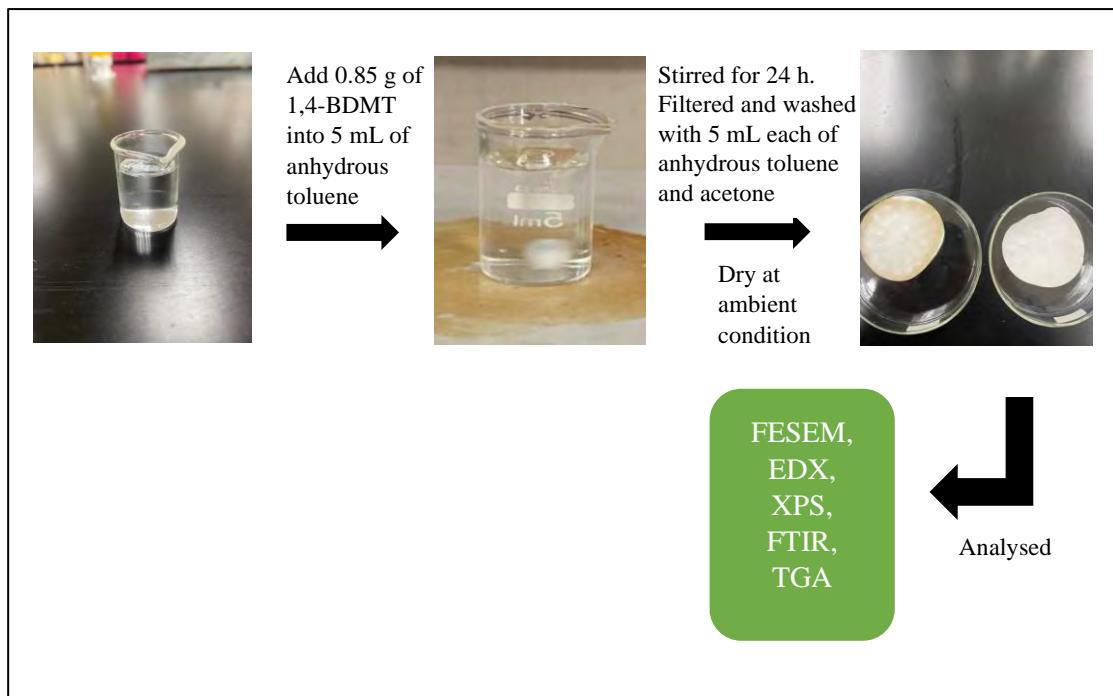 Add 0.85 g of
1,4-BDMT
into 5 mL of
anhydrous
toluene
5ml
Stirred for 24 h.
Filtered and washed
with 5 mL each of
anhydrous toluene
and acetone
Dry at
ambient
condition
FESEM,
EDX,
XPS,
FTIR,
TGA
Analysed